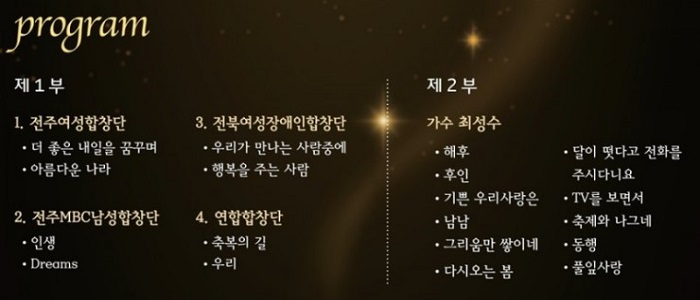 program
제 1 부
1. 전주여성합창단
• 더 좋은 내일을 꿈꾸며
• 아름다운 나라
2. 전주MBC남성합창단
• 인생
• Dreams
3. 전북여성장애인합창단
• 우리가 만나는 사람중에
• 행복을 주는 사람
4. 연합합창단
• 축복의 길
• 우리
제 2 부
가수 최성수
• 해후
• 후인
• 기쁜 우리사랑은
• 남남
• 그리움만 쌓이네
• 다시오는 봄
• 달이 떳다고 전화를
주시다니요
• TV를 보면서
• 축제와 나그네
• 동행
• 풀잎사랑